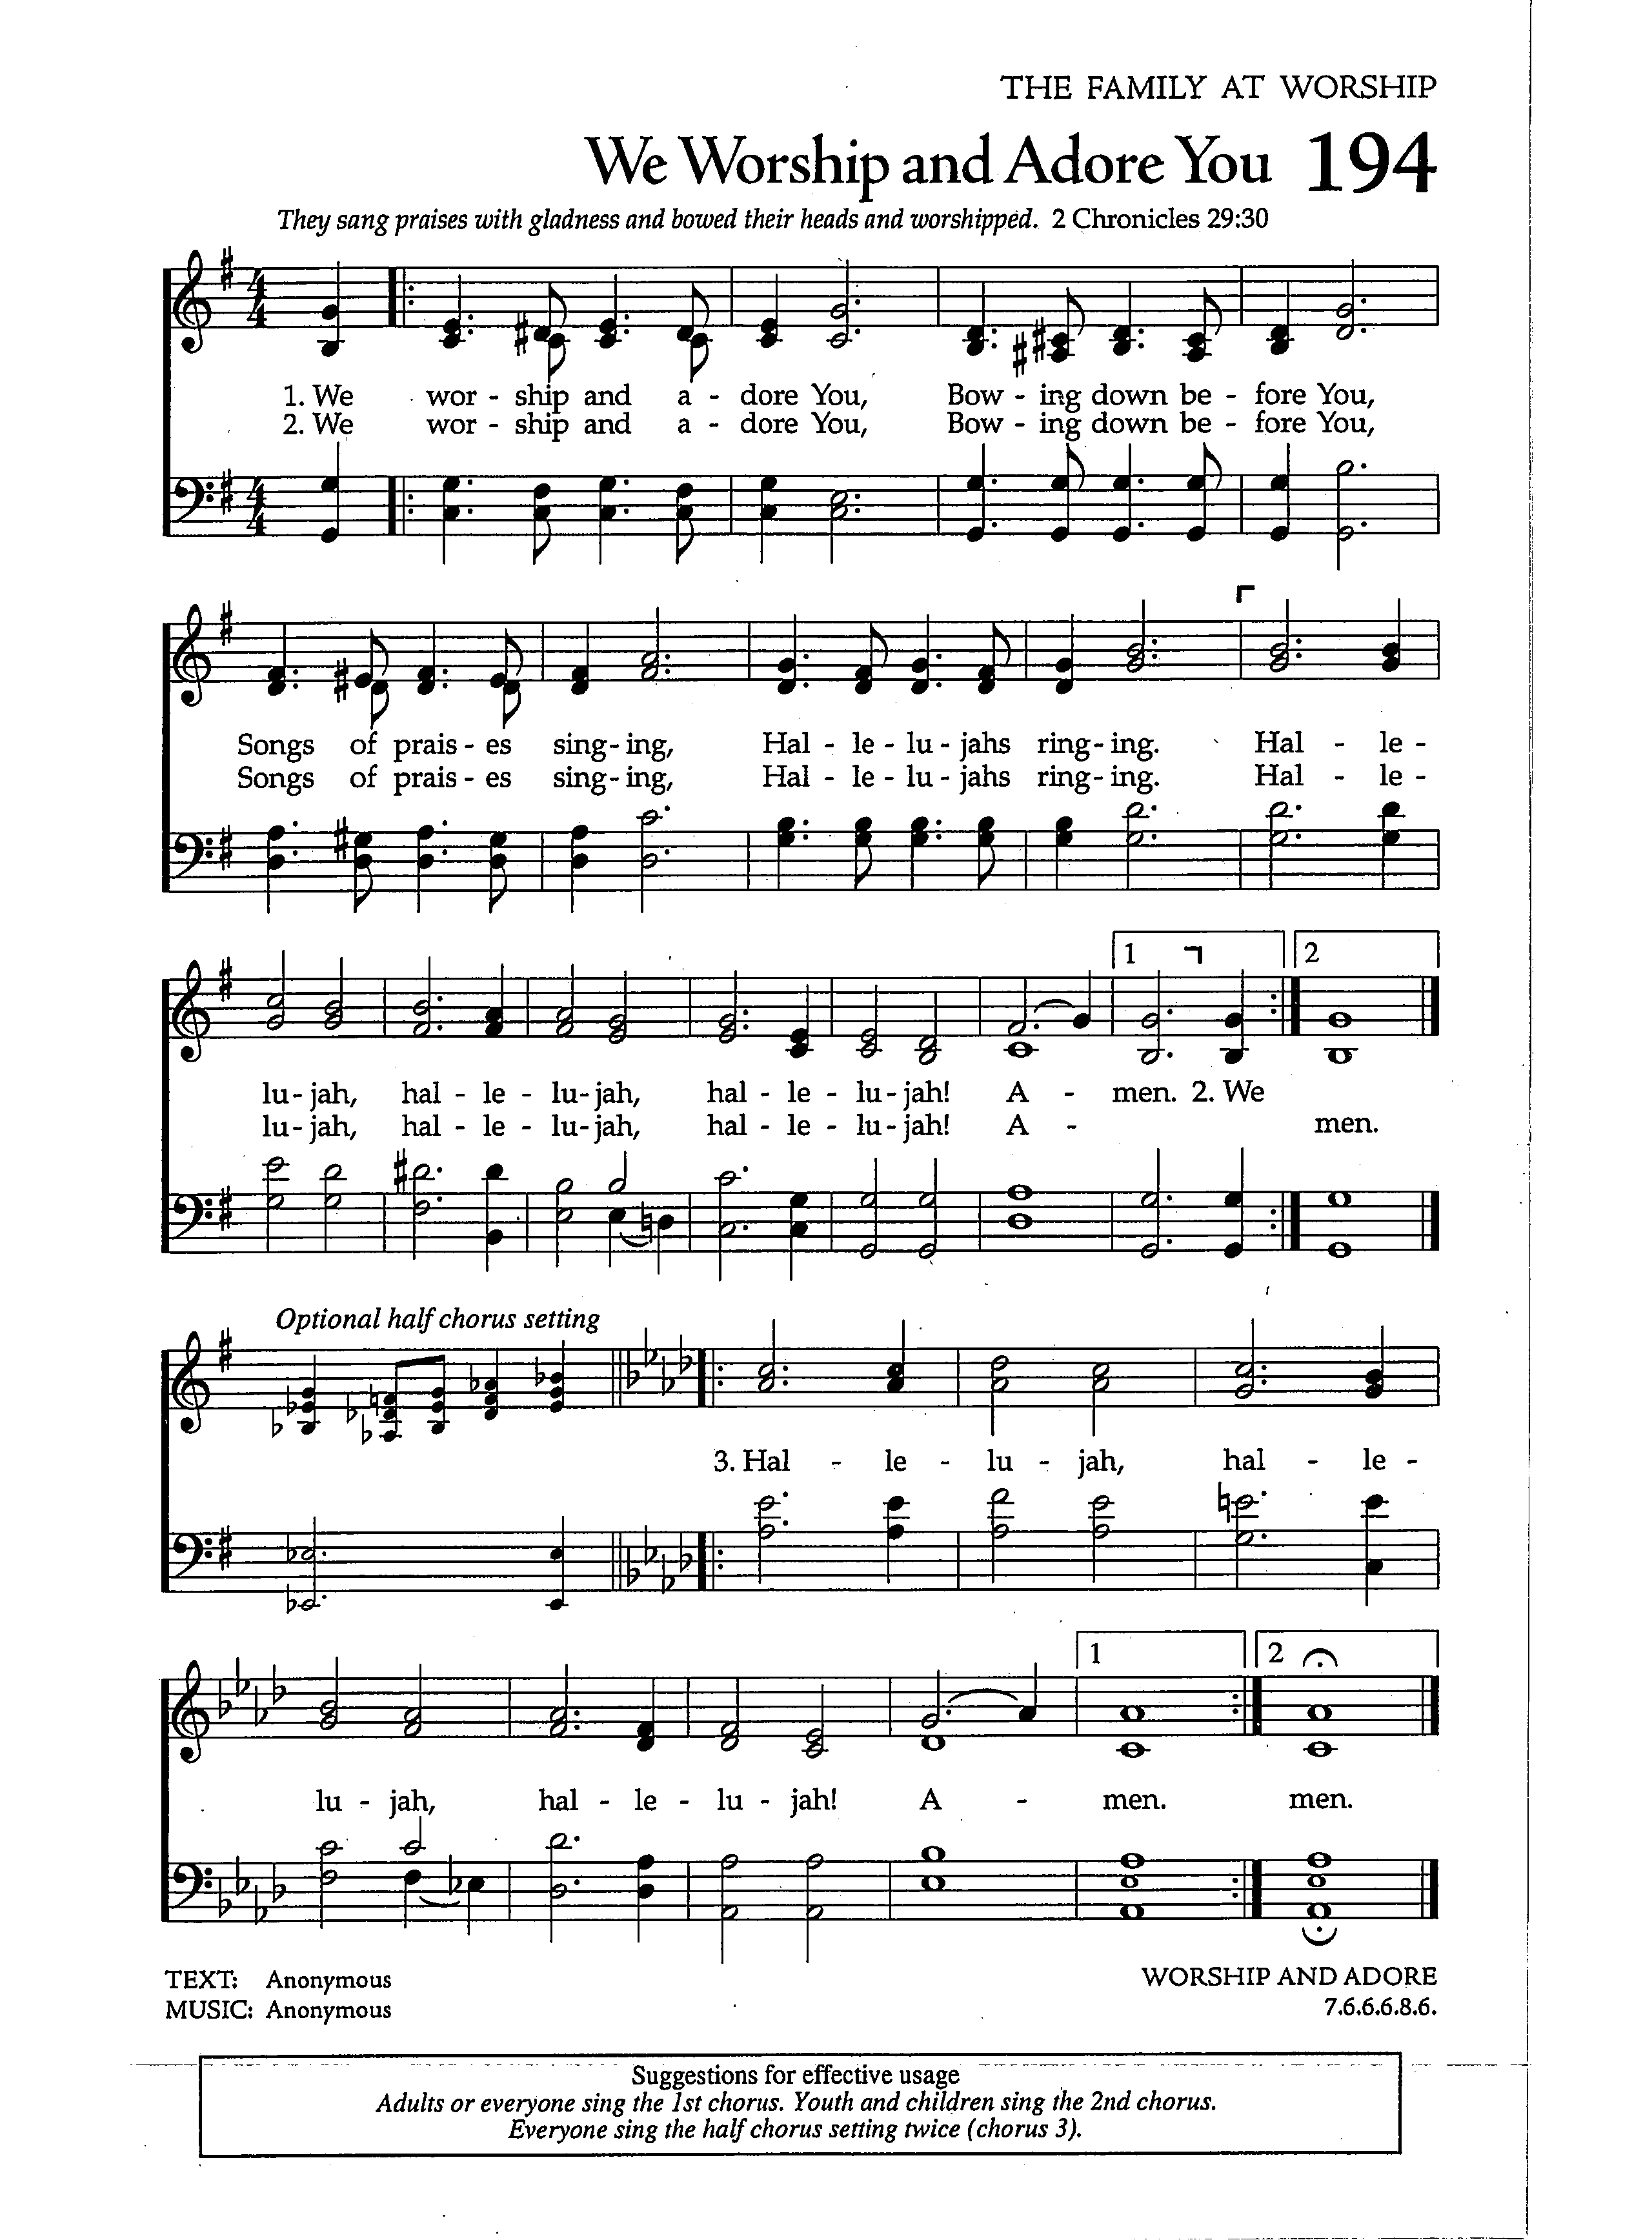 THE FAMILY AT WORSHIP
We Worship and Adore You 194
They sang praises with gladness and bowed their heads and worshipped. 2 Chronicles 29:30
4 4
1. We wor - ship and a - dore You, Bow - ing down be - fore You,
2. We wor - ship and a - dore You, Bow - ing down be - fore You,
4 4
Songs of prais - es sing - ing, Hal - le - lu - jahs ring - ing. Hal - le -
Songs of prais - es sing - ing, Hal - le - lu - jahs ring - ing. Hal - le -
1 2
lu - jah, hal - le - lu - jah, hal - le - lu - jah! A - men. 2. We
lu - jah, hal - le - lu - jah, hal - le - lu - jah! A - men.
Optional half chorus setting
3. Hal - le - lu - jah, hal - le -
1 2
lu - jah, hal - le - lu - jah! A - men. men.
TEXT: Anonymous
MUSIC: Anonymous
WORSHIP AND ADORE
7.6.6.6.8.6.
Suggestions for effective usage
Adults or everyone sing the 1st chorus. Youth and children sing the 2nd chorus.
Everyone sing the half chorus setting twice (chorus 3).